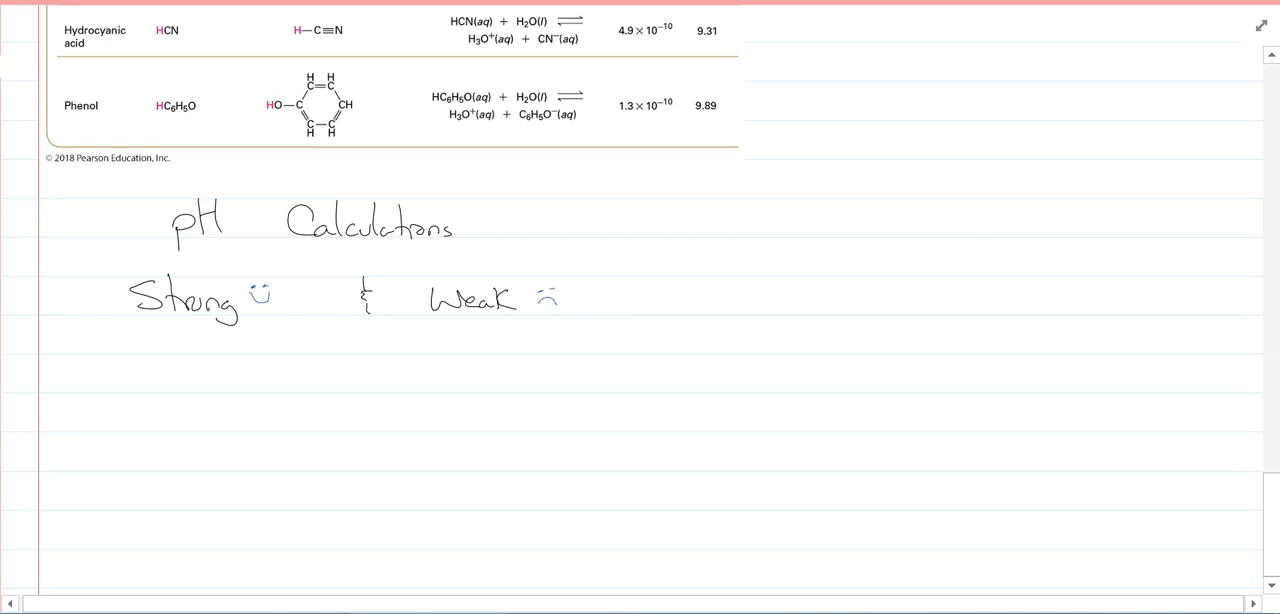 Hydrocyanic acid HCN H—C≡N HCN(aq) + H₂O(l) ⇌ H₃O⁺(aq) + CN⁻(aq) 4.9 × 10⁻¹⁰ 9.31
Phenol HC₆H₅O HO—C H C=C H CH C—C H H HC₆H₅O(aq) + H₂O(l) ⇌ H₃O⁺(aq) + C₆H₅O⁻(aq) 1.3 × 10⁻¹⁰ 9.89
© 2018 Pearson Education, Inc.
pH Calculations
Strong & Weak